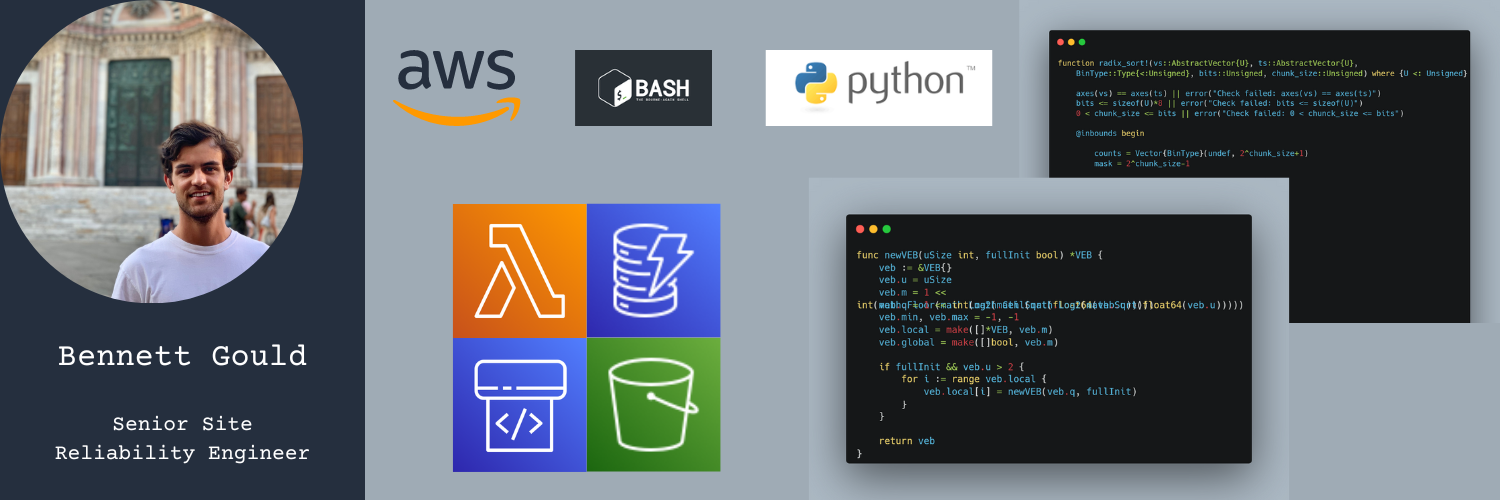 Bennett Gould
Senior Site
Reliability Engineer
aws
BASH
THE BOURNE-AGAIN SHELL
python™
function radix_sort!(vs::AbstractVector{U}, ts::AbstractVector{U},
BinType::Type{<:Unsigned}, bits::Unsigned, chunk_size::Unsigned) where {U <: Unsigned}
axes(vs) == axes(ts) || error("Check failed: axes(vs) == axes(ts)")
bits <= sizeof(U)*8 || error("Check failed: bits <= sizeof(U)")
0 < chunk_size <= bits || error("Check failed: 0 < chunck_size <= bits")
@inbounds begin
counts = Vector{BinType}(undef, 2^chunk_size+1)
mask = 2^chunk_size-1
func newVEB(uSize int, fullInit bool) *VEB {
veb := &VEB{}
veb.u = uSize
veb.m = 1 <<
veb.min, veb.max = -1, -1
veb.local = make([]*VEB, veb.m)
veb.global = make([]bool, veb.m)
if fullInit && veb.u > 2 {
for i := range veb.local {
veb.local[i] = newVEB(veb.q, fullInit)
}
}
return veb
}